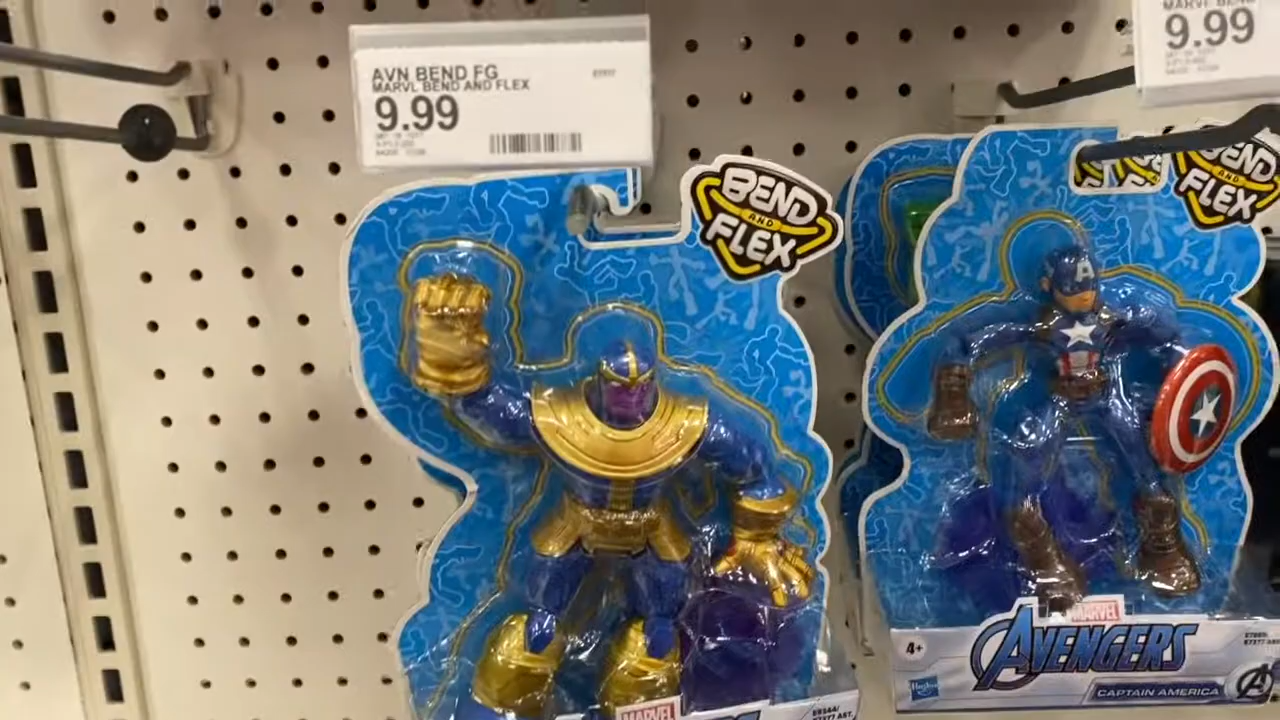 AVN BEND FG
MARVL BEND AND FLEX
9.99
MARVL BEND
9.99
BEND
AND
FLEX
BEND
AND
FLEX
A
MARVEL
AVENGERS
4+
Hasbro
CAPTAIN AMERICA
MARVEL